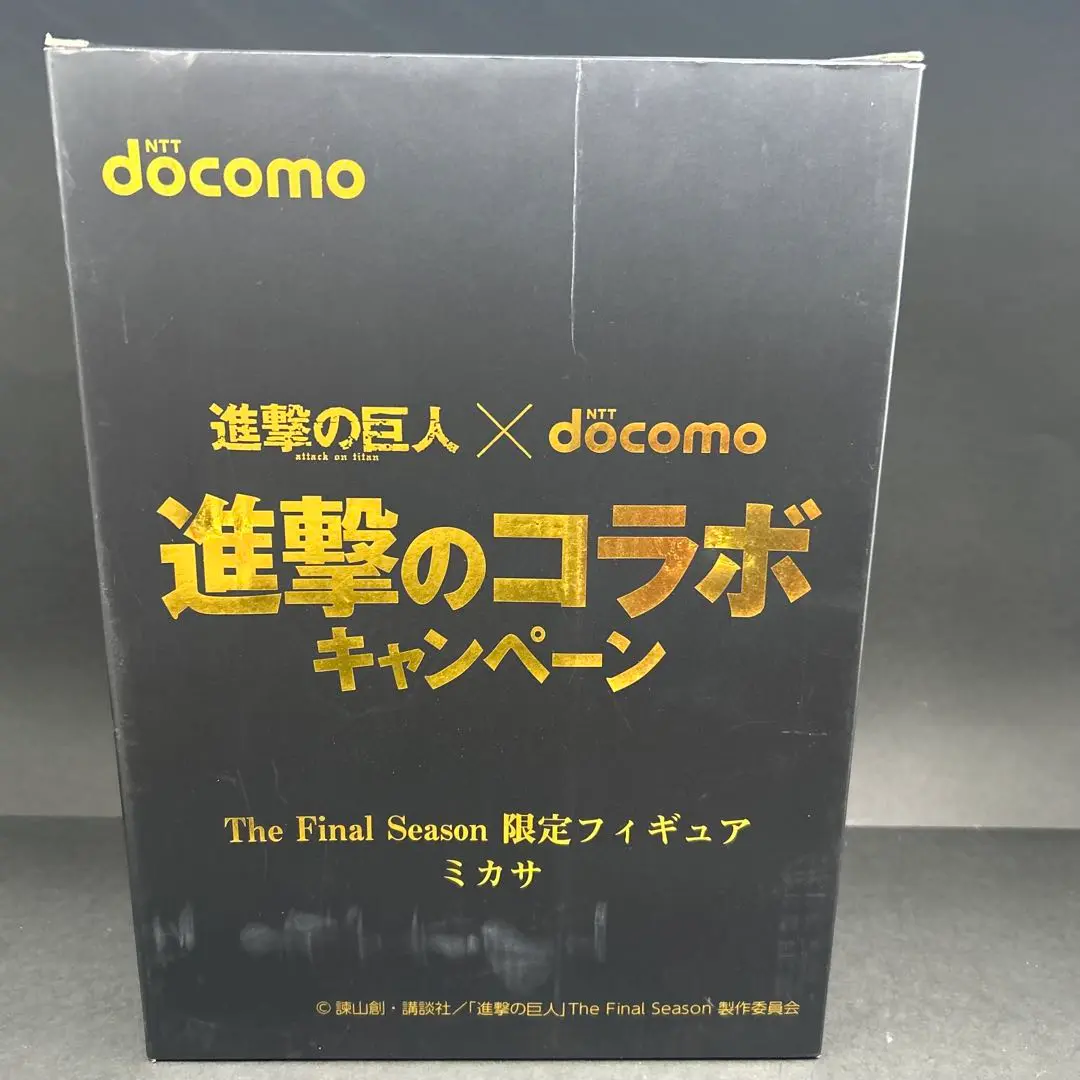 NTT
docomo
進撃の巨人 × NTT docomo
attack on titan
進撃のコラボ
キャンペーン
The Final Season 限定フィギュア
ミカサ
© 諫山創・講談社／「進撃の巨人」The Final Season 製作委員会